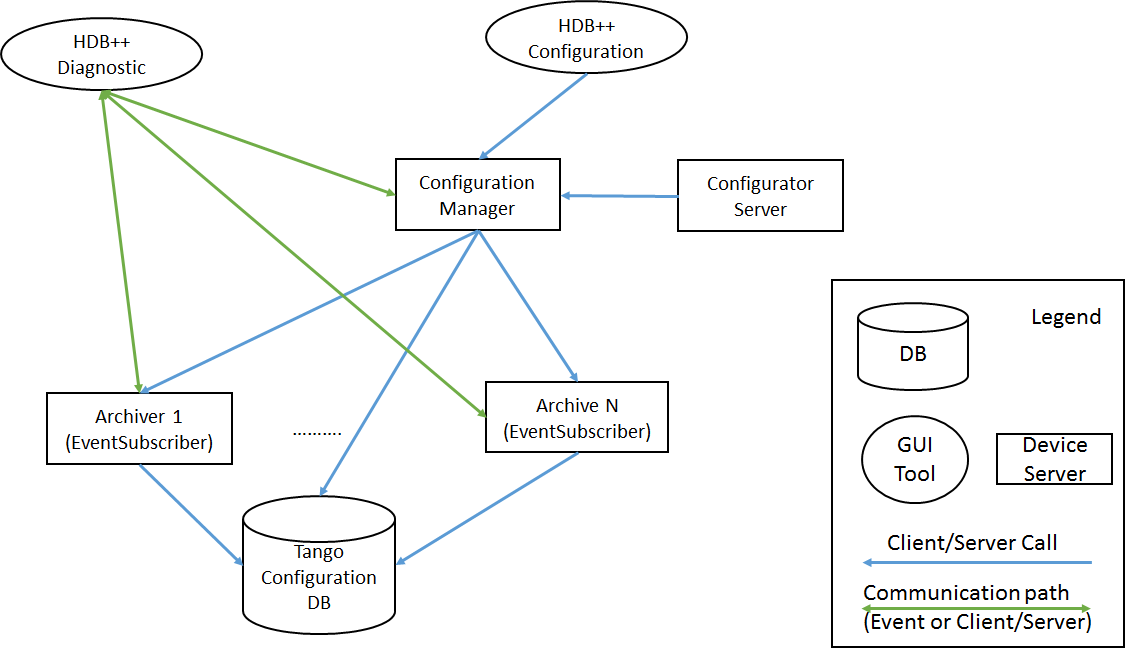 HDB++
Diagnostic
HDB++
Configuration
Configuration
Manager
Configurator
Server
Archiver 1
(EventSubscriber)
……….
Archive N
(EventSubscriber)
Tango
Configuration
DB
Legend
DB
GUI
Tool
Device
Server
Client/Server Call
Communication path
(Event or Client/Server)